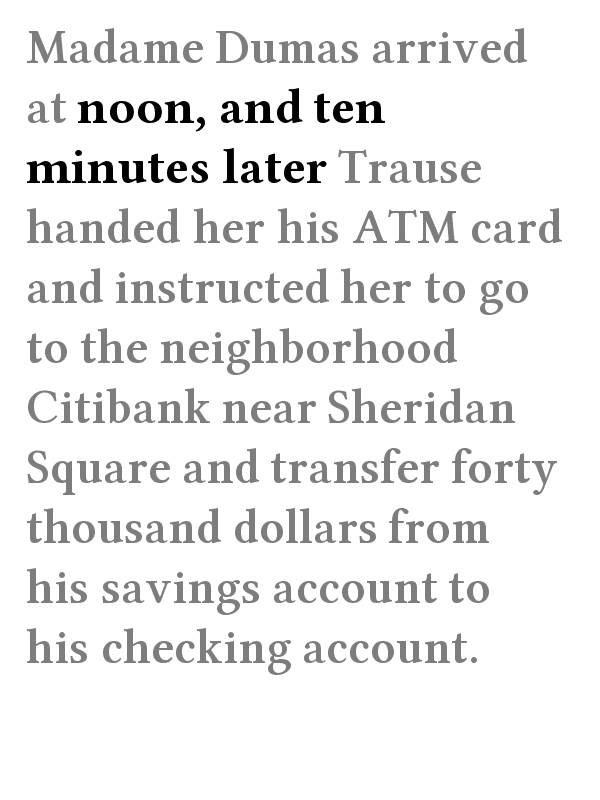 Madame Dumas arrived
at noon, and ten
minutes later Trause
handed her his ATM card
and instructed her to go
to the neighborhood
Citibank near Sheridan
Square and transfer forty
thousand dollars from
his savings account to
his checking account.